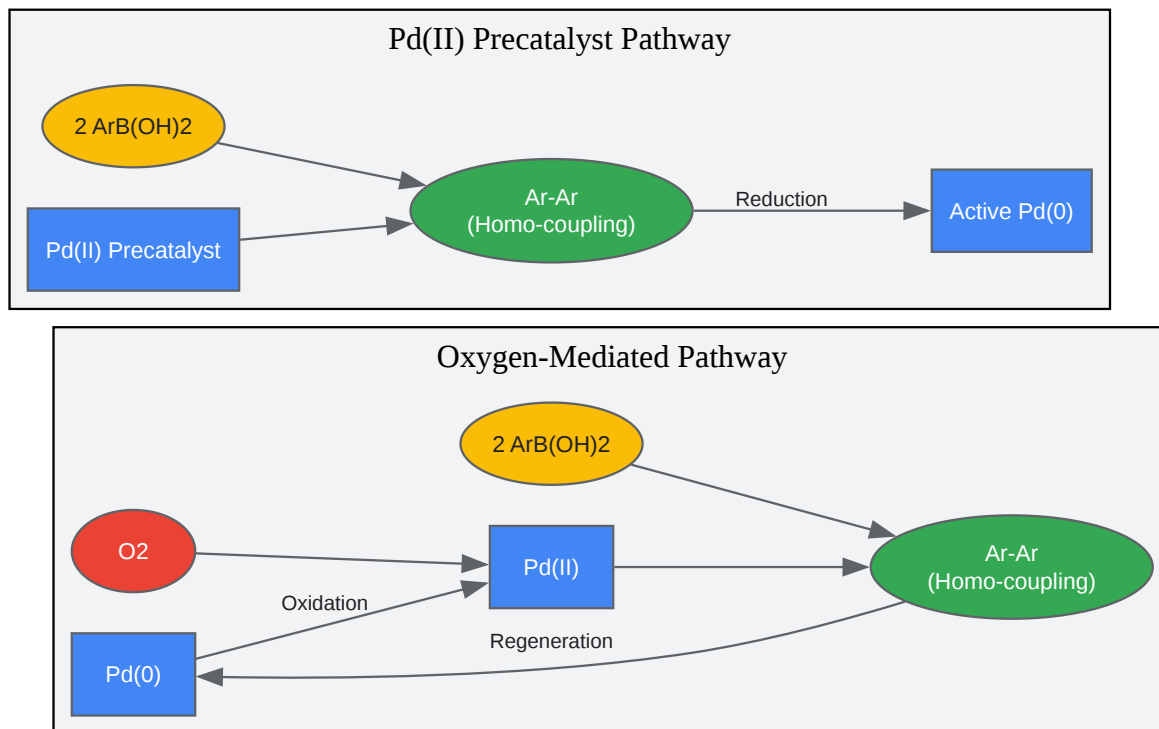 Pd(II) Precatalyst Pathway
2 ArB(OH)2
Pd(II) Precatalyst
Ar-Ar
(Homo-coupling)
Reduction
Active Pd(0)
Oxygen-Mediated Pathway
2 ArB(OH)2
O2
Pd(II)
Ar-Ar
(Homo-coupling)
Oxidation
Regeneration
Pd(0)